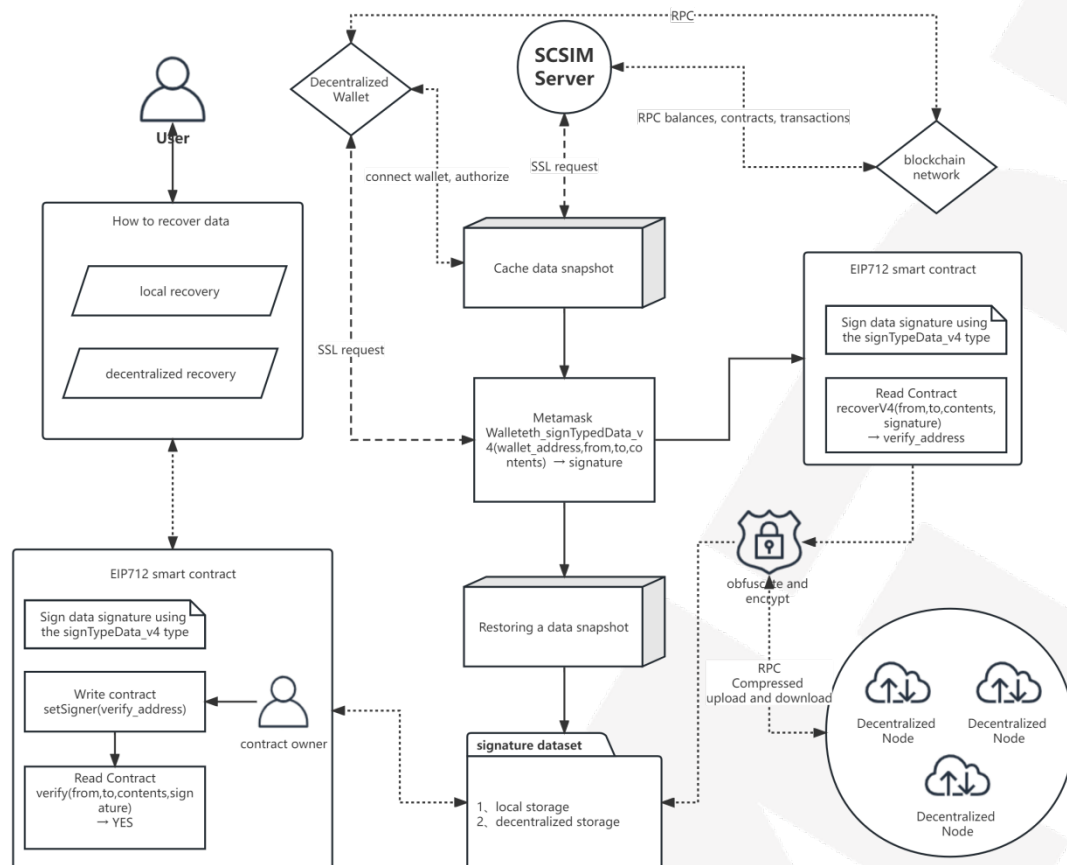 RPC
SCSIM
Server
Decentralized
Wallet
User
RPC balances, contracts, transactions
blockchain
network
SSL request
connect wallet, authorize
How to recover data
local recovery
decentralized recovery
Cache data snapshot
EIP712 smart contract
Sign data signature using
the signTypeData_v4 type
Read Contract
recoverV4(from,to,contents,
signature)
→ verify_address
SSL request
Metamask
Walleteth_signTypedData_v
4(wallet_address,from,to,co
ntents) → signature
obfuscate and
encrypt
EIP712 smart contract
Sign data signature using
the signTypeData_v4 type
Write contract
setSigner(verify_address)
contract owner
Read Contract
verify(from,to,contents,sign
ature)
→ YES
Restoring a data snapshot
RPC
Compressed
upload and download
Decentralized
Node
Decentralized
Node
Decentralized
Node
signature dataset
1、local storage
2、decentralized storage